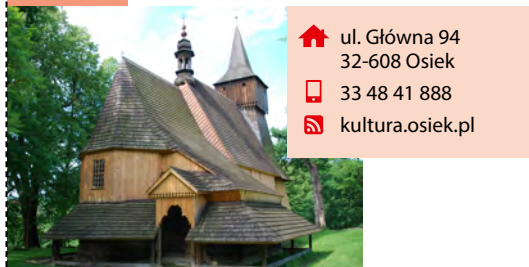 ul. Główna 94
32-608 Osiek
33 48 41 888
kultura.osiek.pl